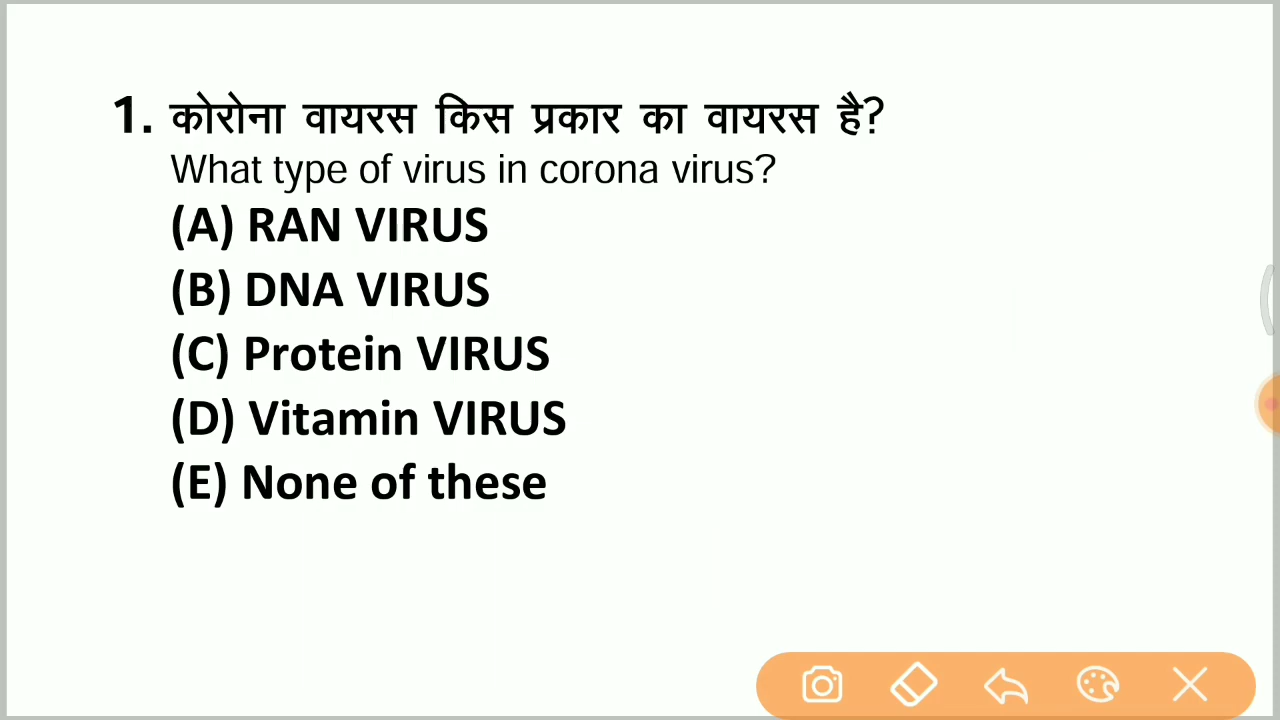 1. कोरोना वायरस किस प्रकार का वायरस है?
What type of virus in corona virus?
(A) RAN VIRUS
(B) DNA VIRUS
(C) Protein VIRUS
(D) Vitamin VIRUS
(E) None of these